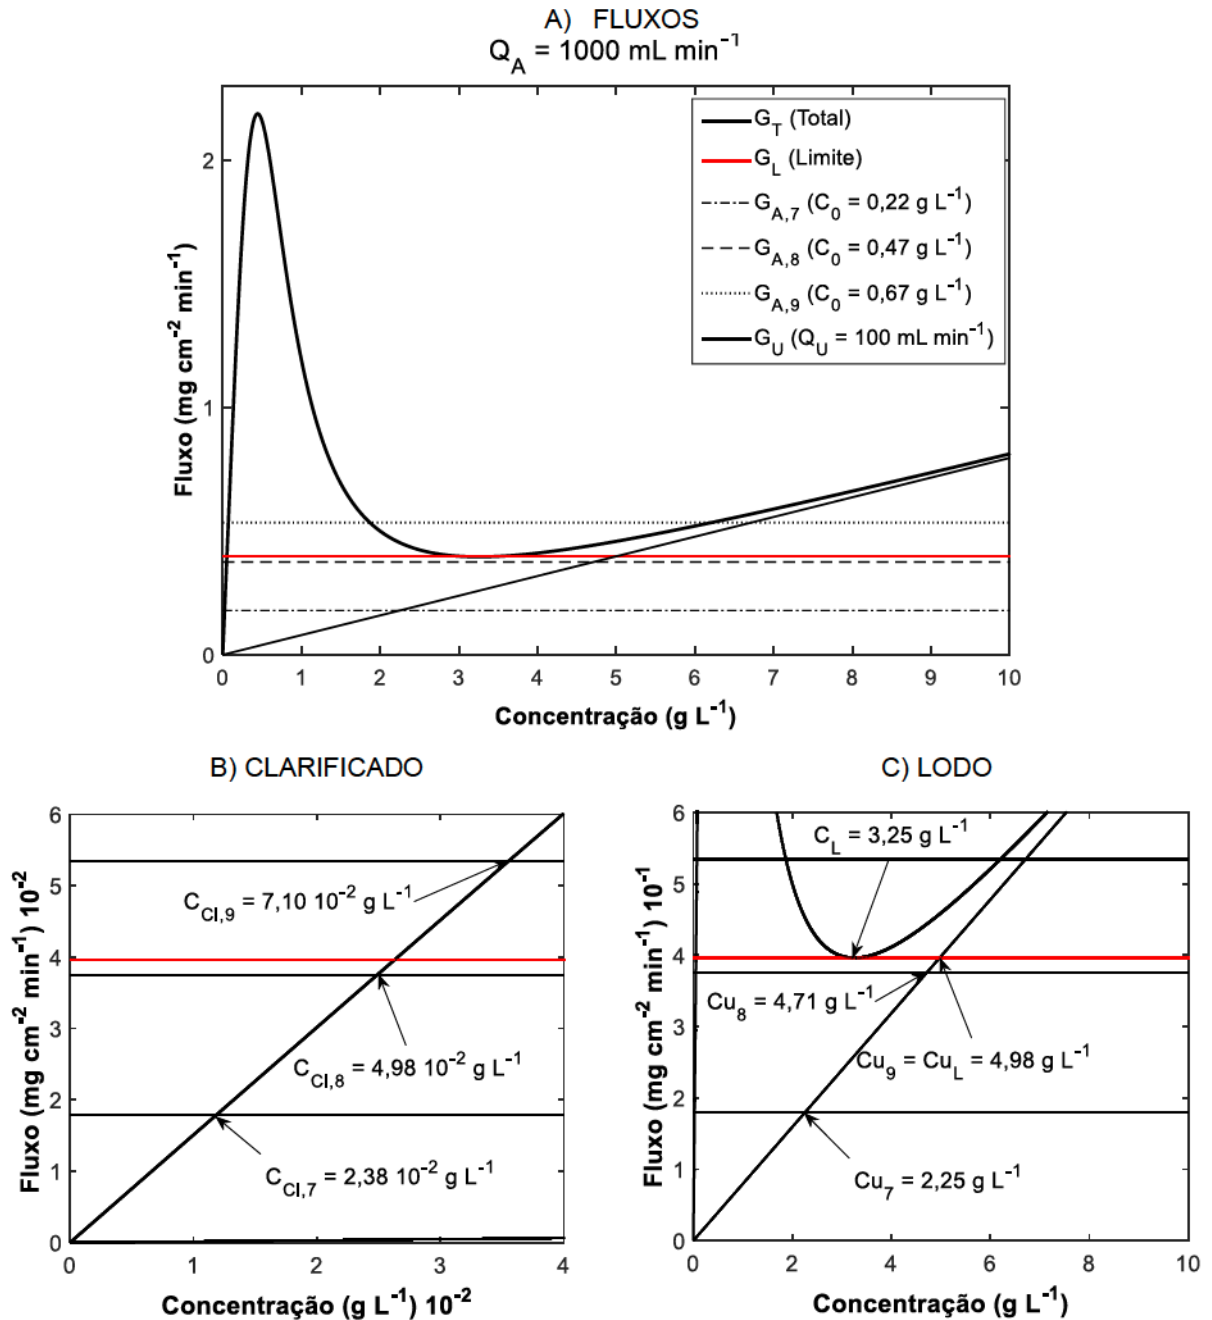 A) FLUXOS
Q_A = 1000 mL min⁻¹
G_T (Total)
G_L (Limite)
G_A,7 (C_0 = 0,22 g L⁻¹)
G_A,8 (C_0 = 0,47 g L⁻¹)
G_A,9 (C_0 = 0,67 g L⁻¹)
G_U (Q_U = 100 mL min⁻¹)
Fluxo (mg cm⁻² min⁻¹)
2
1
0
0 1 2 3 4 5 6 7 8 9 10
Concentração (g L⁻¹)
B) CLARIFICADO
Fluxo (mg cm⁻² min⁻¹) 10⁻²
6
5
4
3
2
1
0
C_Cl,9 = 7,10 10⁻² g L⁻¹
C_Cl,8 = 4,98 10⁻² g L⁻¹
C_Cl,7 = 2,38 10⁻² g L⁻¹
0 1 2 3 4
Concentração (g L⁻¹) 10⁻²
C) LODO
Fluxo (mg cm⁻² min⁻¹) 10⁻¹
6
5
4
3
2
1
0
C_L = 3,25 g L⁻¹
Cu_8 = 4,71 g L⁻¹
Cu_9 = Cu_L = 4,98 g L⁻¹
Cu_7 = 2,25 g L⁻¹
0 2 4 6 8 10
Concentração (g L⁻¹)